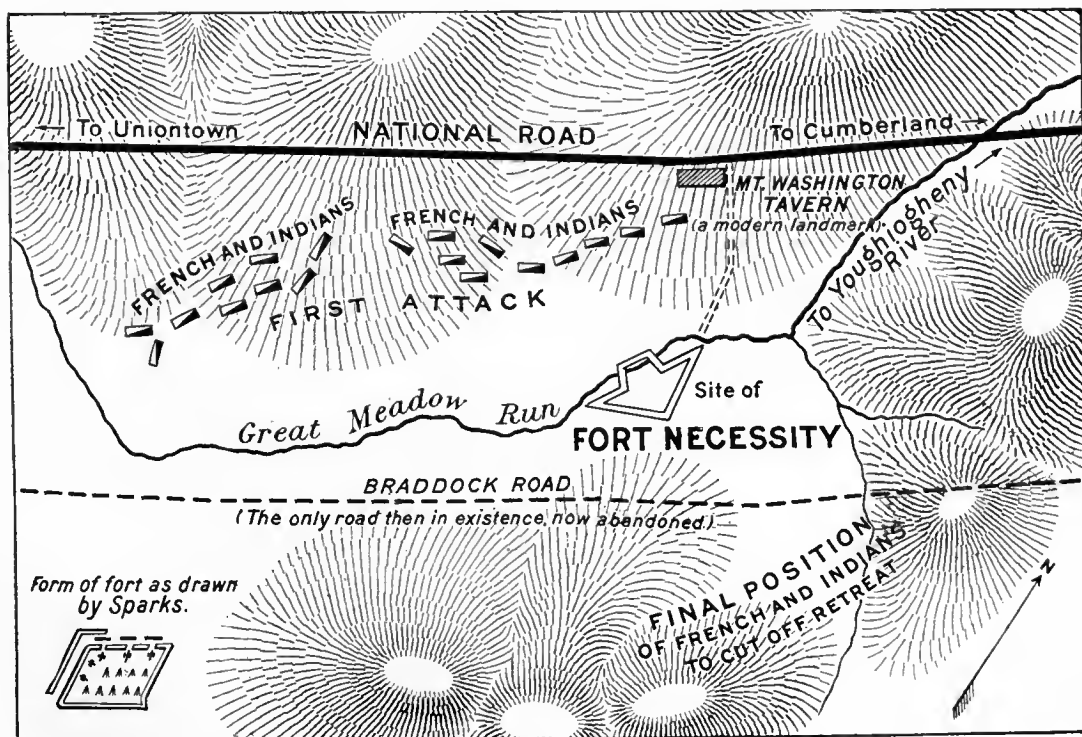 To Uniontown
NATIONAL ROAD
To Cumberland
MT. WASHINGTON
TAVERN
(a modern landmark)
To Youghiogheny
River
FRENCH AND INDIANS
FRENCH AND INDIANS
FIRST ATTACK
Great Meadow Run
Site of
FORT NECESSITY
BRADDOCK ROAD
(The only road then in existence, now abandoned.)
Form of fort as drawn
by Sparks.
FINAL POSITION
OF FRENCH AND INDIANS
TO CUT OFF RETREAT
N